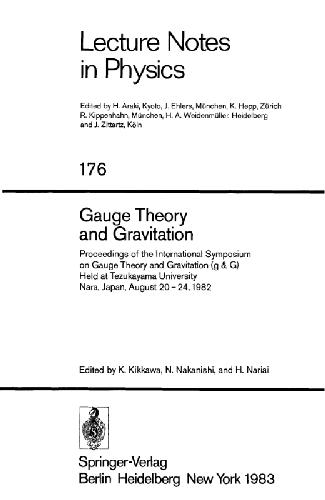 Lecture Notes
in Physics
Edited by H. Araki, Kyoto, J. Ehlers, München, K. Hepp, Zürich
R. Kippenhahn, München, H. A. Weidenmüller, Heidelberg
and J. Zittartz, Köln
176
Gauge Theory
and Gravitation
Proceedings of the International Symposium
on Gauge Theory and Gravitation (g & G)
Held at Tezukayama University
Nara, Japan, August 20–24, 1982
Edited by K. Kikkawa, N. Nakanishi, and H. Nariai
Springer-Verlag
Berlin Heidelberg New York 1983